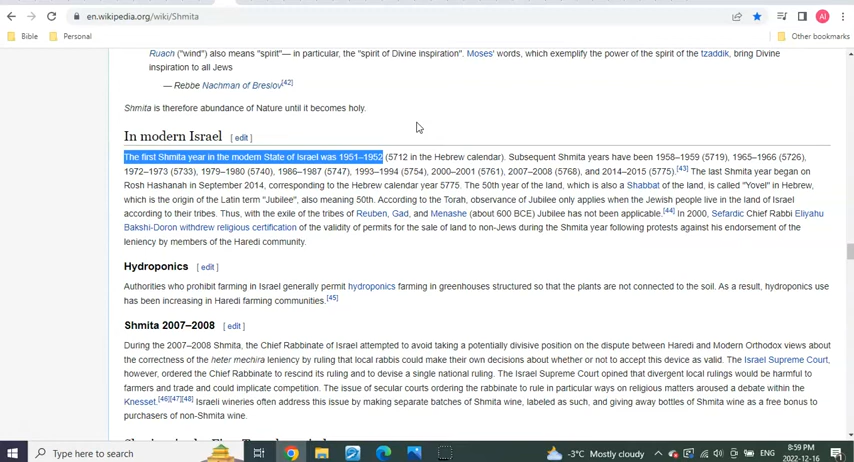 en.wikipedia.org/wiki/Shmita
AI
Bible
Personal
Other bookmarks
Ruach ("wind) also means "spirit"— in particular, the "spirit of Divine inspiration". Moses' words, which exemplify the power of the spirit of the tzaddik, bring Divine
inspiration to all Jews
— Rebbe Nachman of Breslov[42]
Shmita is therefore abundance of Nature until it becomes holy.
In modern Israel [ edit ]
The first Shmita year in the modern State of Israel was 1951–1952 (5712 in the Hebrew calendar). Subsequent Shmita years have been 1958–1959 (5719), 1965–1966 (5726),
1972–1973 (5733), 1979–1980 (5740), 1986–1987 (5747), 1993–1994 (5754), 2000–2001 (5761), 2007–2008 (5768), and 2014–2015 (5775).[43] The last Shmita year began on
Rosh Hashanah in September 2014, corresponding to the Hebrew calendar year 5775. The 50th year of the land, which is also a Shabbat of the land, is called "Yovel" in Hebrew,
which is the origin of the Latin term "Jubilee", also meaning 50th. According to the Torah, observance of Jubilee only applies when the Jewish people live in the land of Israel
according to their tribes. Thus, with the exile of the tribes of Reuben, Gad, and Menashe (about 600 BCE) Jubilee has not been applicable.[44] In 2000, Sefardic Chief Rabbi Eliyahu
Bakshi-Doron withdrew religious certification of the validity of permits for the sale of land to non-Jews during the Shmita year following protests against his endorsement of the
leniency by members of the Haredi community.
Hydroponics [ edit ]
Authorities who prohibit farming in Israel generally permit hydroponics farming in greenhouses structured so that the plants are not connected to the soil. As a result, hydroponics use
has been increasing in Haredi farming communities.[45]
Shmita 2007–2008 [ edit ]
During the 2007–2008 Shmita, the Chief Rabbinate of Israel attempted to avoid taking a potentially divisive position on the dispute between Haredi and Modern Orthodox views about
the correctness of the heter mechira leniency by ruling that local rabbis could make their own decisions about whether or not to accept this device as valid. The Israel Supreme Court,
however, ordered the Chief Rabbinate to rescind its ruling and to devise a single national ruling. The Israel Supreme Court opined that divergent local rulings would be harmful to
farmers and trade and could implicate competition. The issue of secular courts ordering the rabbinate to rule in particular ways on religious matters aroused a debate within the
Knesset.[46][47][48] Israeli wineries often address this issue by making separate batches of Shmita wine, labeled as such, and giving away bottles of Shmita wine as a free bonus to
purchasers of non-Shmita wine.
Type here to search
-3°C Mostly cloudy
ENG
8:59 PM
2022-12-16